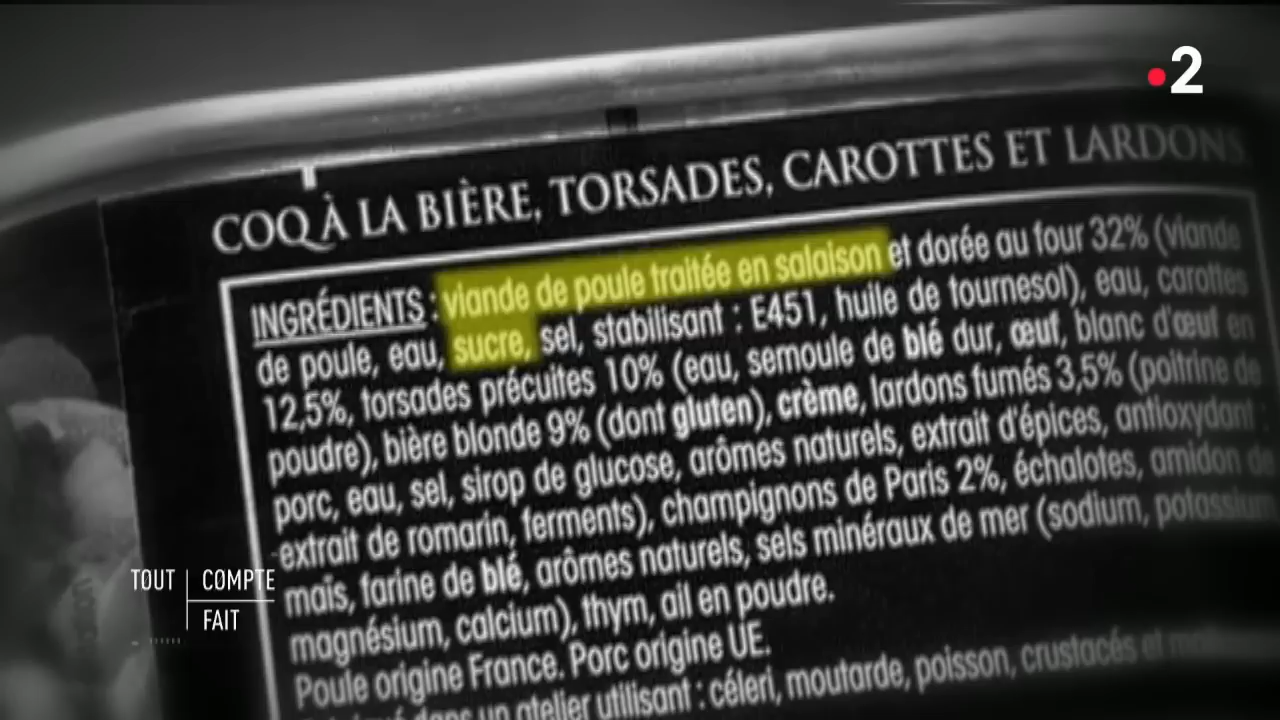 2
COQ À LA BIÈRE, TORSADES, CAROTTES ET LARDONS
INGRÉDIENTS : viande de poule traitée en salaison et dorée au four 32% (viande
de poule, eau, sucre, sel, stabilisant : E451, huile de tournesol), eau, carottes
12,5%, torsades précuites 10% (eau, semoule de blé dur, œuf, blanc d'œuf en
poudre), bière blonde 9% (dont gluten), crème, lardons fumés 3,5% (poitrine de
porc, eau, sel, sirop de glucose, arômes naturels, extrait d'épices, antioxydant :
extrait de romarin, ferments), champignons de Paris 2%, échalotes, amidon de
maïs, farine de blé, arômes naturels, sels minéraux de mer (sodium, potassium
magnésium, calcium), thym, ail en poudre.
Poule origine France. Porc origine UE.
dans un atelier utilisant : céleri, moutarde, poisson, crustacés et
TOUT COMPTE
FAIT